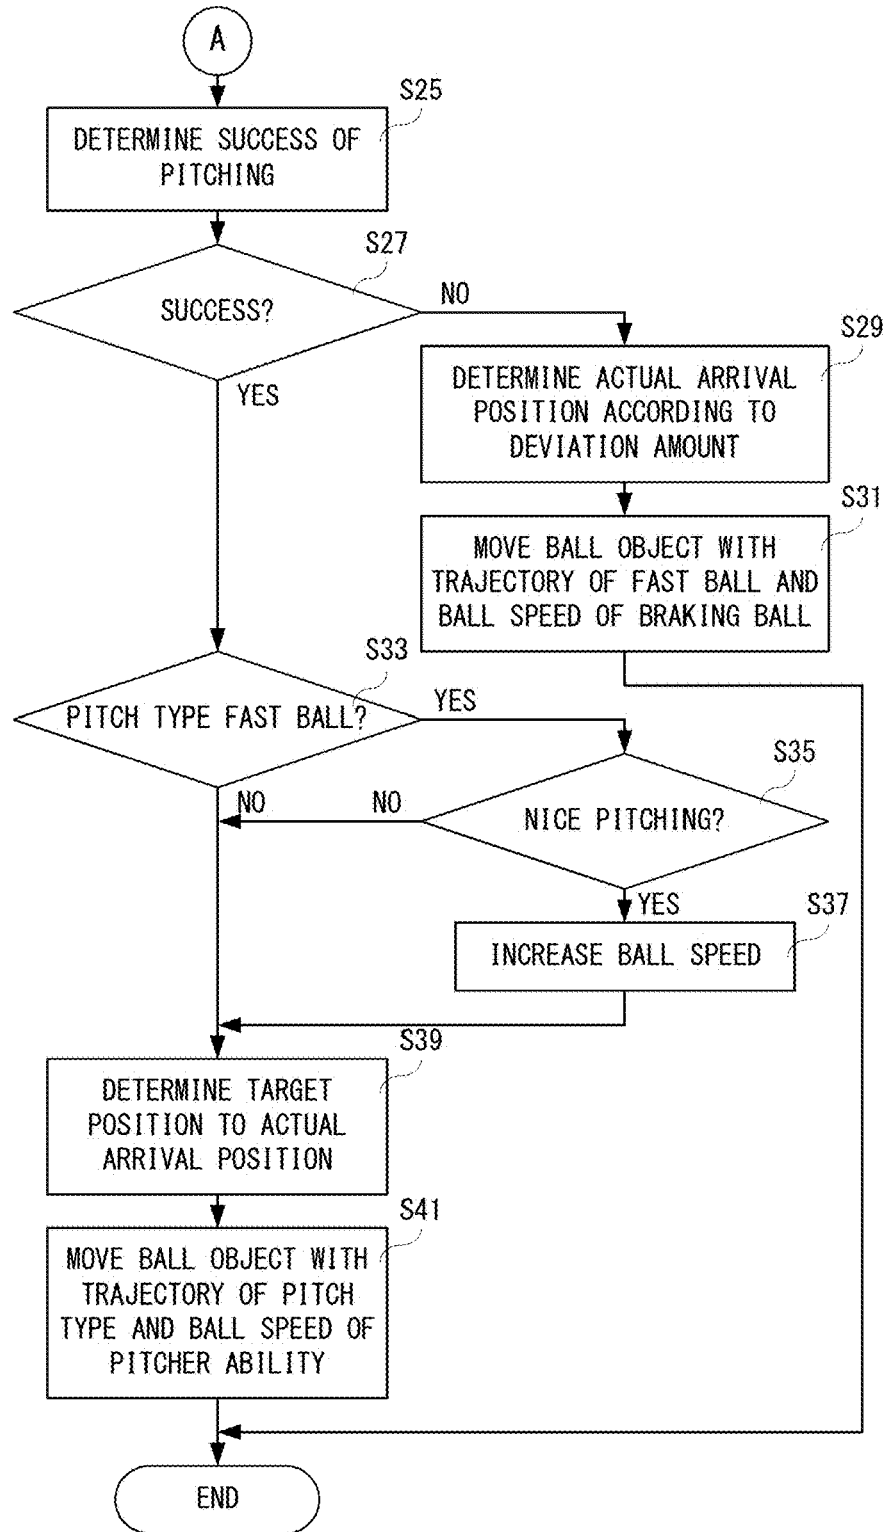 A
S25
DETERMINE SUCCESS OF
PITCHING
S27
SUCCESS?
NO
YES
S29
DETERMINE ACTUAL ARRIVAL
POSITION ACCORDING TO
DEVIATION AMOUNT
S31
MOVE BALL OBJECT WITH
TRAJECTORY OF FAST BALL AND
BALL SPEED OF BRAKING BALL
S33
PITCH TYPE FAST BALL?
YES
NO
S35
NICE PITCHING?
NO
YES
S37
INCREASE BALL SPEED
S39
DETERMINE TARGET
POSITION TO ACTUAL
ARRIVAL POSITION
S41
MOVE BALL OBJECT WITH
TRAJECTORY OF PITCH
TYPE AND BALL SPEED OF
PITCHER ABILITY
END